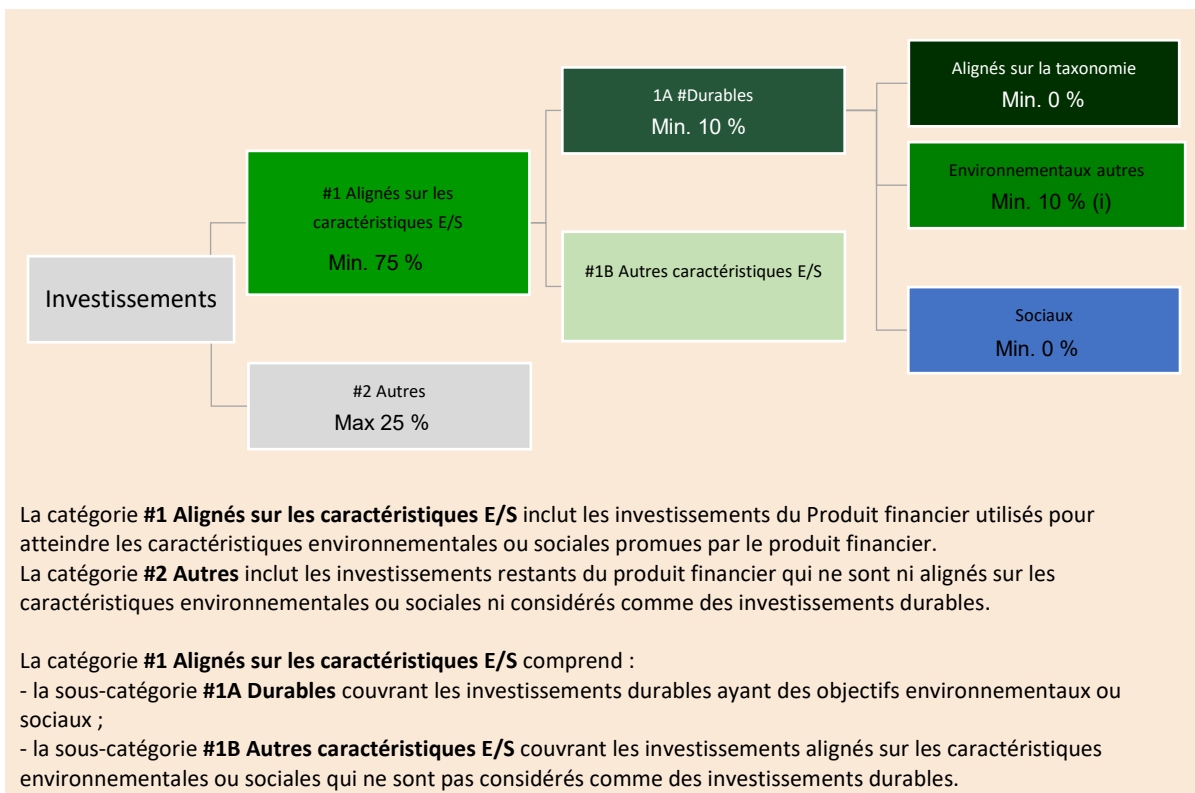 Investissements
#1 Alignés sur les
caractéristiques E/S
Min. 75 %
#2 Autres
Max 25 %
1A #Durables
Min. 10 %
#1B Autres caractéristiques E/S
Alignés sur la taxonomie
Min. 0 %
Environnementaux autres
Min. 10 % (i)
Sociaux
Min. 0 %
La catégorie #1 Alignés sur les caractéristiques E/S inclut les investissements du Produit financier utilisés pour
atteindre les caractéristiques environnementales ou sociales promues par le produit financier.
La catégorie #2 Autres inclut les investissements restants du produit financier qui ne sont ni alignés sur les
caractéristiques environnementales ou sociales ni considérés comme des investissements durables.
La catégorie #1 Alignés sur les caractéristiques E/S comprend :
- la sous-catégorie #1A Durables couvrant les investissements durables ayant des objectifs environnementaux ou
sociaux ;
- la sous-catégorie #1B Autres caractéristiques E/S couvrant les investissements alignés sur les caractéristiques
environnementales ou sociales qui ne sont pas considérés comme des investissements durables.